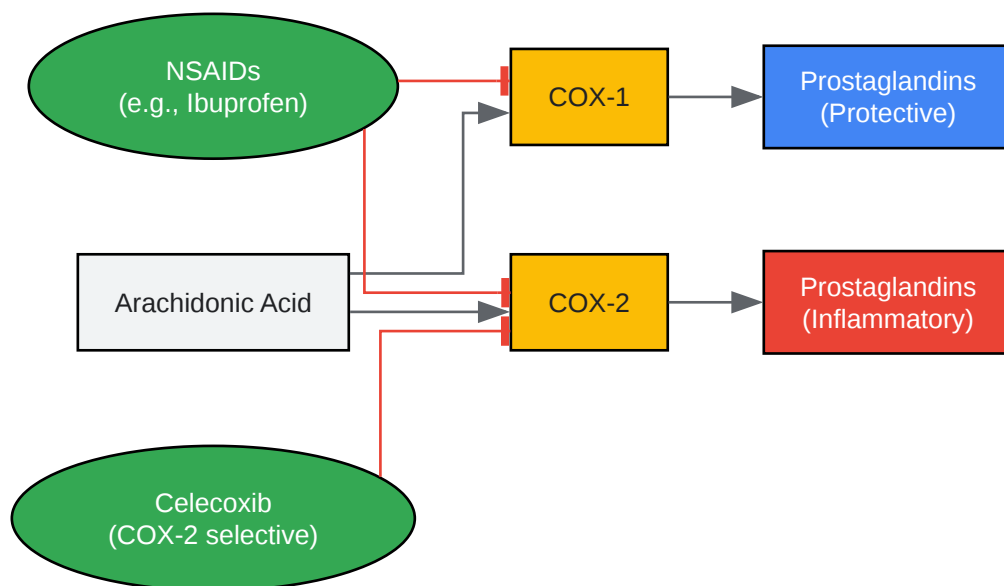 NSAIDs
(e.g., Ibuprofen)
COX-1
Prostaglandins
(Protective)
Arachidonic Acid
COX-2
Prostaglandins
(Inflammatory)
Celecoxib
(COX-2 selective)